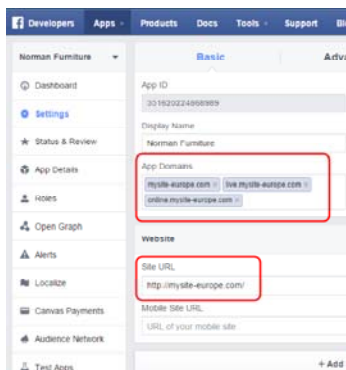 Developers Apps Products Docs Tools Support
Norman Furniture
Basic
Dashboard
Settings
Status & Review
App Details
Roles
Open Graph
Alerts
Localize
Canvas Payments
Audience Network
Test Apps
App ID
Display Name
Norman Furniture
App Domains
mysite-europe.com × live.mysite-europe.com ×
online.mysite-europe.com ×
Website
Site URL
http://mysite-europe.com/
Mobile Site URL
URL of your mobile site
+ Add